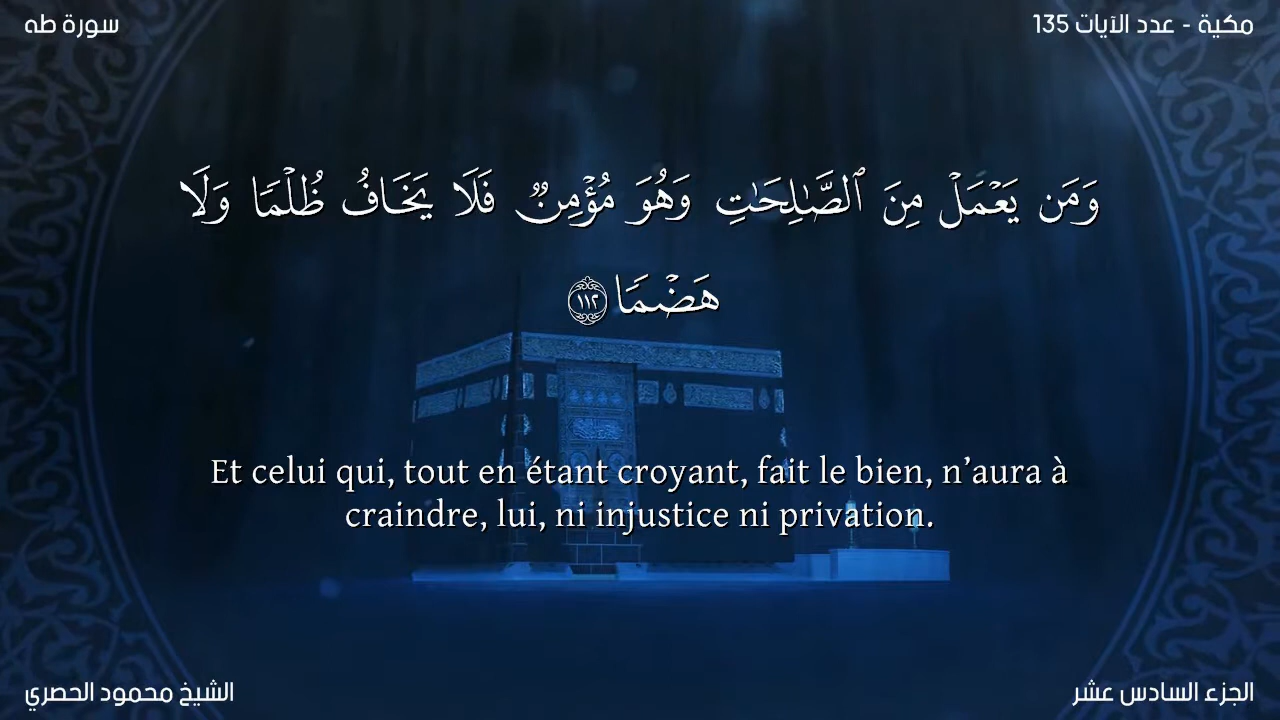 سورة طه
مكية - عدد الآيات 135
وَمَن يَعْمَلْ مِنَ ٱلصَّٰلِحَٰتِ وَهُوَ مُؤْمِنٌ فَلَا يَخَافُ ظُلْمًا وَلَا
هَضْمًا ١١٢
Et celui qui, tout en étant croyant, fait le bien, n’aura à
craindre, lui, ni injustice ni privation.
الشيخ محمود الحصري
الجزء السادس عشر